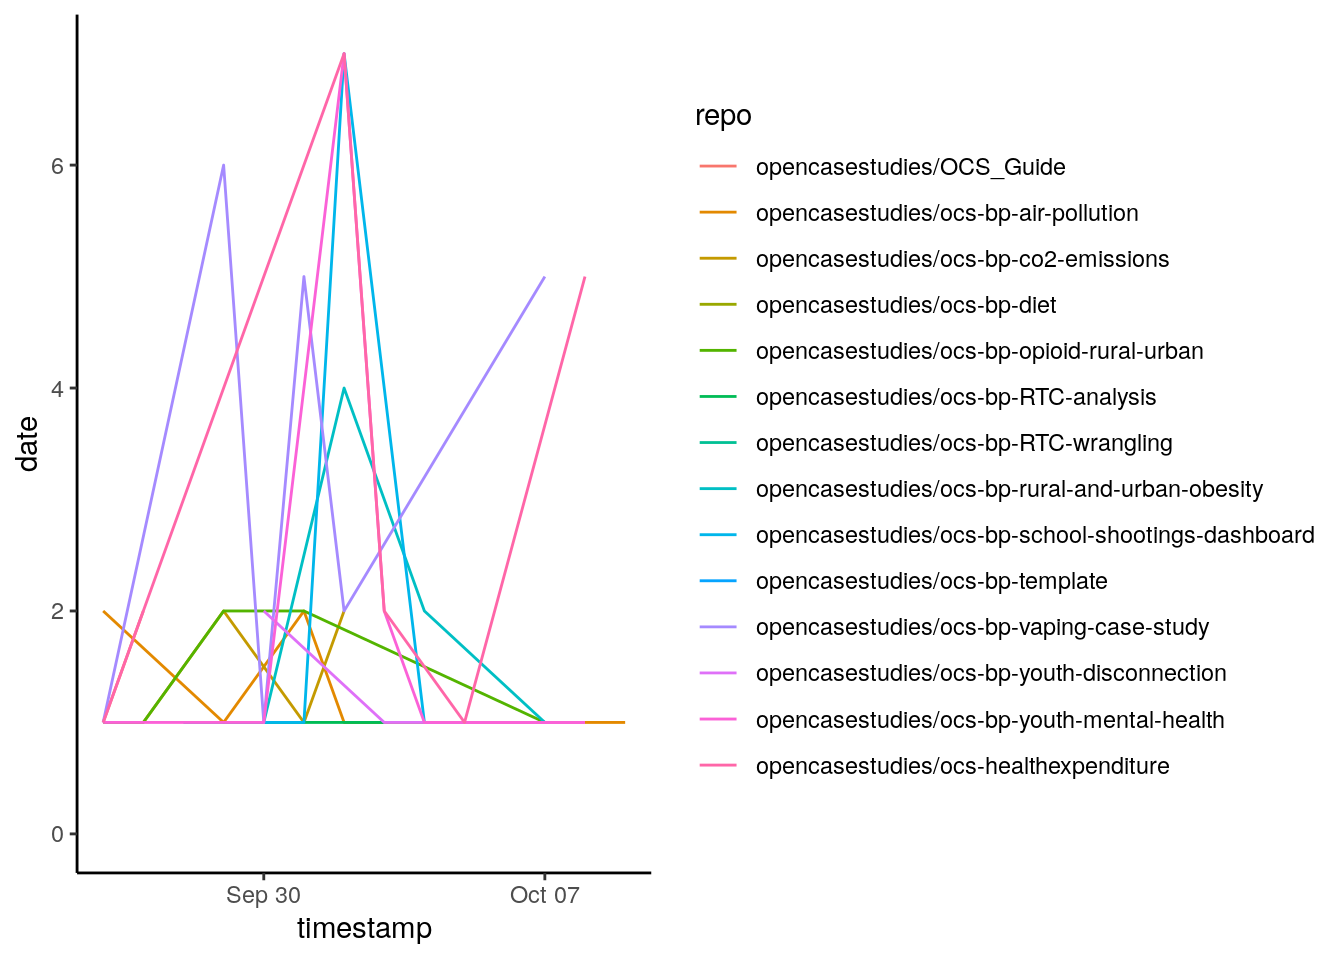 repo
opencasestudies/OCS_Guide
opencasestudies/ocs-bp-air-pollution
opencasestudies/ocs-bp-co2-emissions
opencasestudies/ocs-bp-diet
opencasestudies/ocs-bp-opioid-rural-urban
opencasestudies/ocs-bp-RTC-analysis
opencasestudies/ocs-bp-RTC-wrangling
opencasestudies/ocs-bp-rural-and-urban-obesity
opencasestudies/ocs-bp-school-shootings-dashboard
opencasestudies/ocs-bp-template
opencasestudies/ocs-bp-vaping-case-study
opencasestudies/ocs-bp-youth-disconnection
opencasestudies/ocs-bp-youth-mental-health
opencasestudies/ocs-healthexpenditure
date
6
4
2
0
Sep 30 Oct 07
timestamp